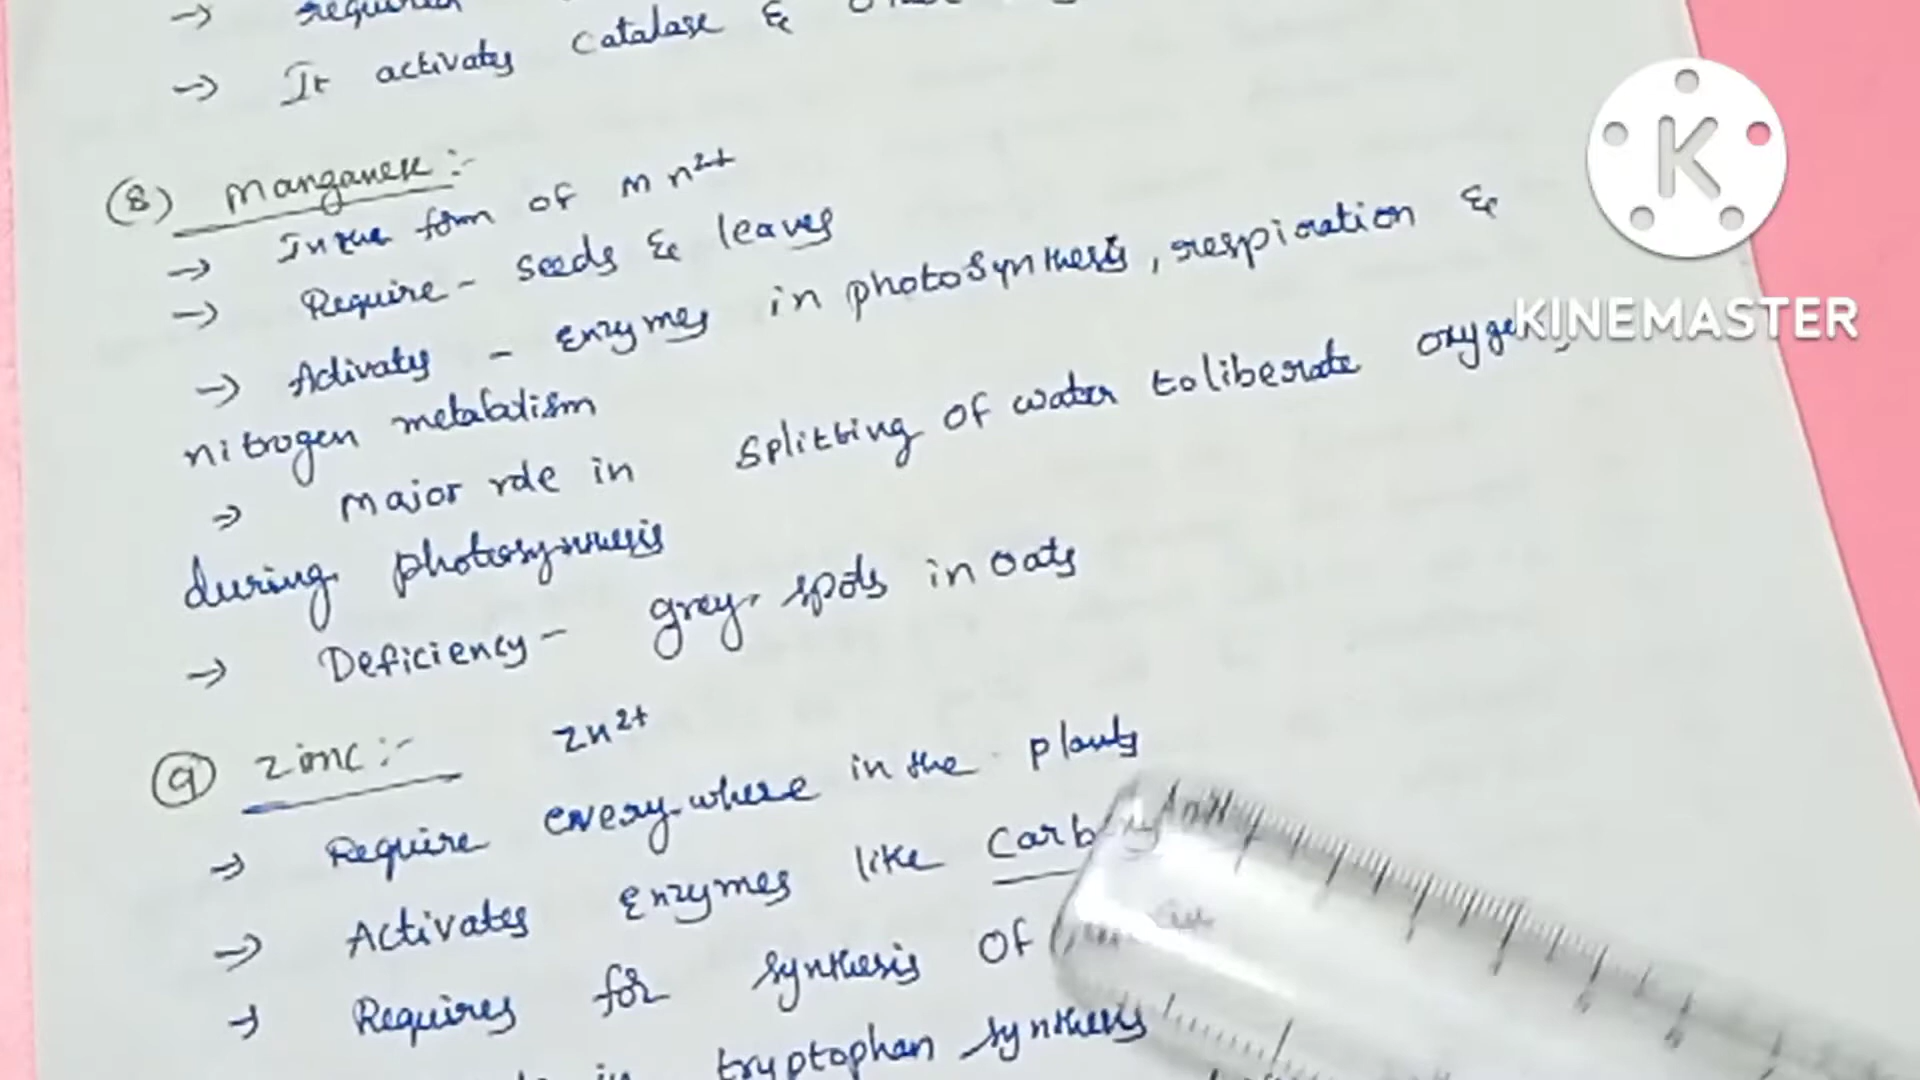 → required
→ It activates catalase &
(8) Manganese :-
→ In the form of Mn²⁺
→ Require - seeds & leaves
→ Activates - Enzymes in photosynthesis, respiration &
nitrogen metabolism
→ Major role in splitting of water to liberate oxygen
during photosynthesis
→ Deficiency - grey spots in oats
(9) Zinc :- Zn²⁺
→ Require everywhere in the plants
→ Activates Enzymes like Carb
→ Requires for synthesis of
in tryptophan synthesis
K
KINEMASTER